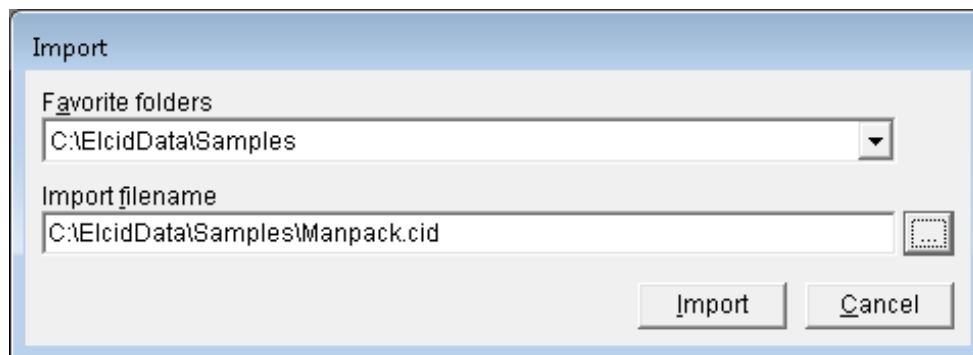 Import
Favorite folders
C:\ElcidData\Samples
Import filename
C:\ElcidData\Samples\Manpack.cid
...
Import
Cancel